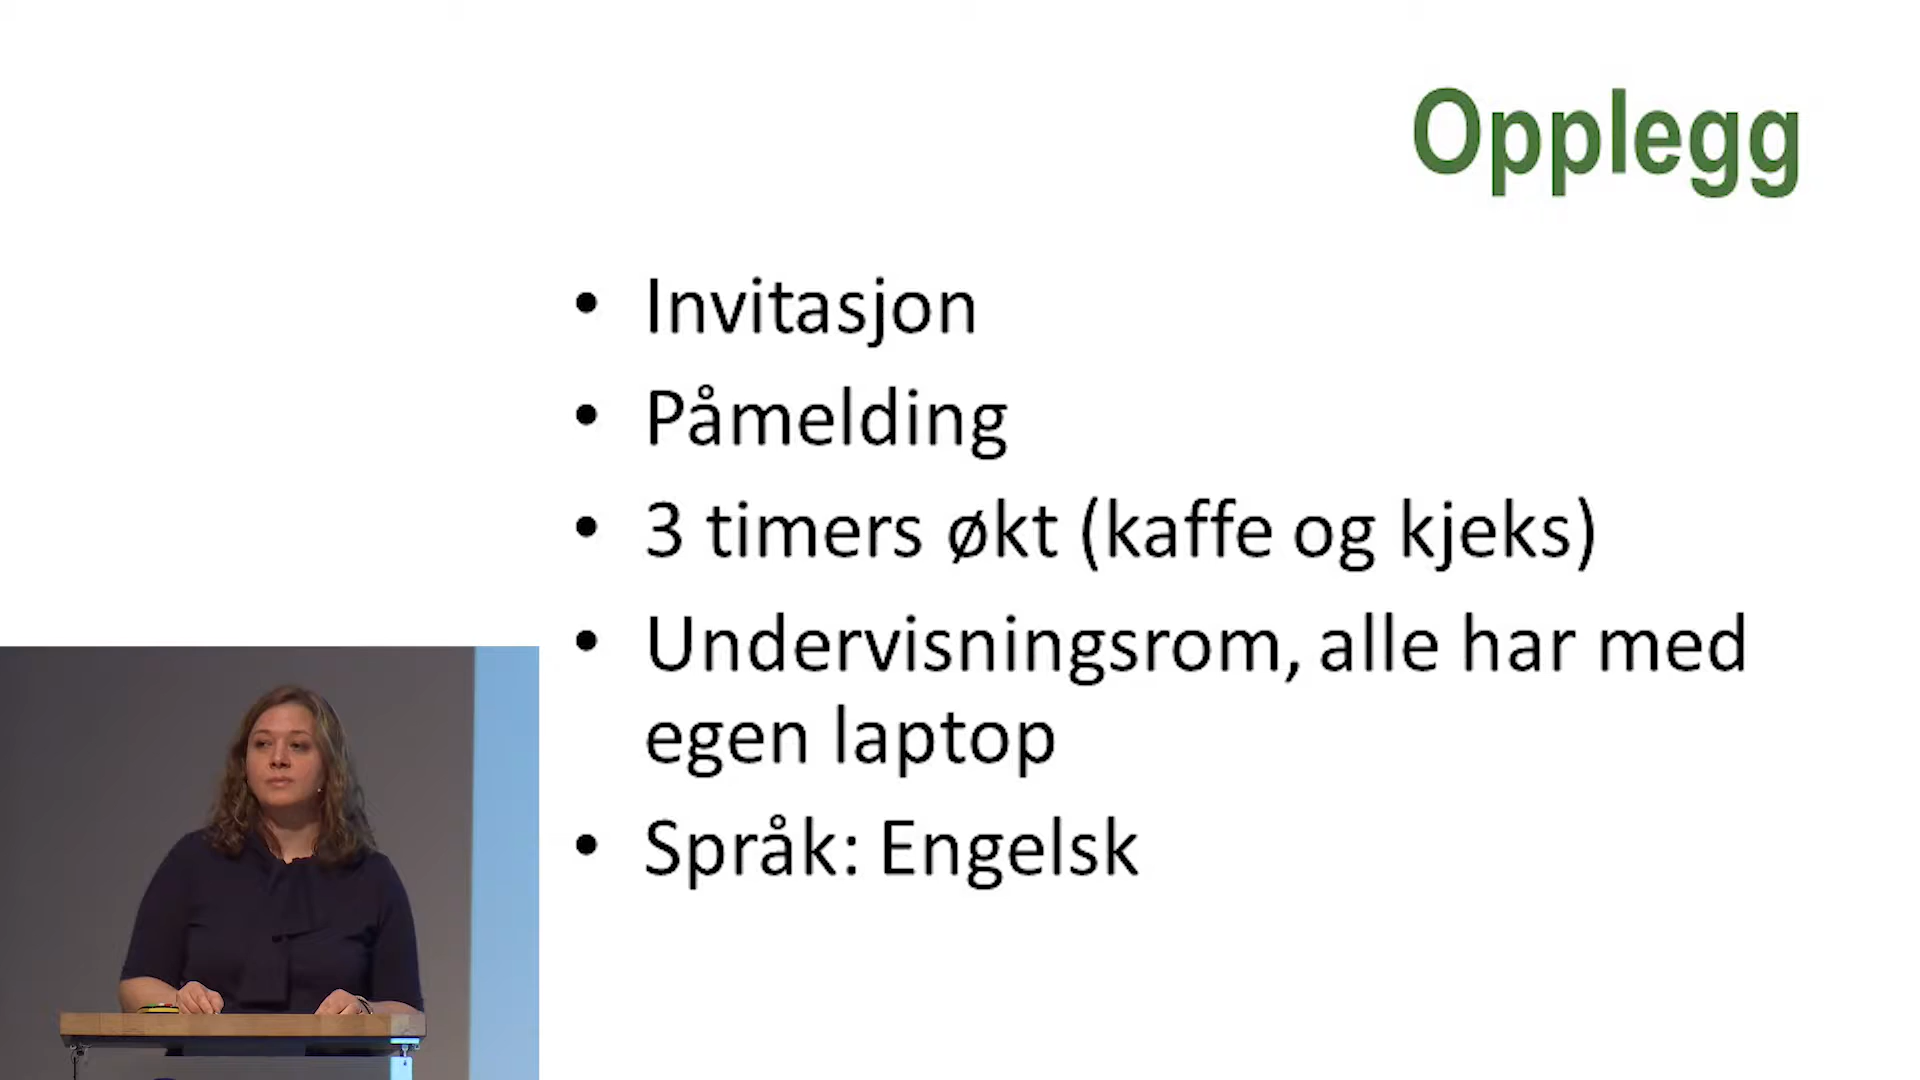 Opplegg
• Invitasjon
• Påmelding
• 3 timers økt (kaffe og kjeks)
• Undervisningsrom, alle har med
egen laptop
• Språk: Engelsk